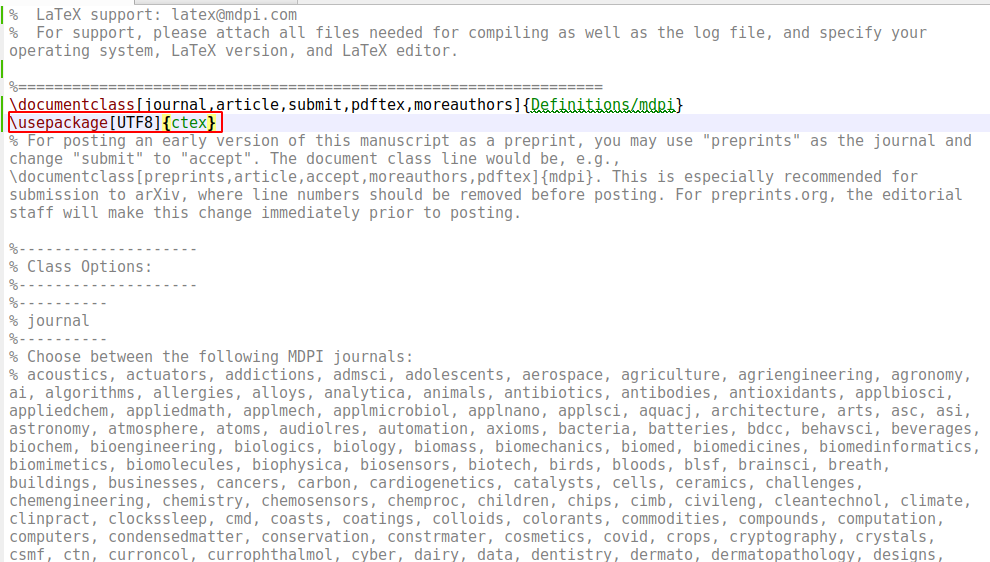 %  LaTeX support: latex@mdpi.com
%  For support, please attach all files needed for compiling as well as the log file, and specify your
operating system, LaTeX version, and LaTeX editor.
%=================================================================
\documentclass[journal,article,submit,pdftex,moreauthors]{Definitions/mdpi}
\usepackage[UTF8]{ctex}
% For posting an early version of this manuscript as a preprint, you may use "preprints" as the journal and
change "submit" to "accept". The document class line would be, e.g.,
\documentclass[preprints,article,accept,moreauthors,pdftex]{mdpi}. This is especially recommended for
submission to arXiv, where line numbers should be removed before posting. For preprints.org, the editorial
staff will make this change immediately prior to posting.
%--------------------
% Class Options:
%--------------------
%----------
% journal
%----------
% Choose between the following MDPI journals:
% acoustics, actuators, addictions, admsci, adolescents, aerospace, agriculture, agriengineering, agronomy,
ai, algorithms, allergies, alloys, analytica, animals, antibiotics, antibodies, antioxidants, applbiosci,
appliedchem, appliedmath, applmech, applmicrobiol, applnano, applsci, aquacj, architecture, arts, asc, asi,
astronomy, atmosphere, atoms, audiolres, automation, axioms, bacteria, batteries, bdcc, behavsci, beverages,
biochem, bioengineering, biologics, biology, biomass, biomechanics, biomed, biomedicines, biomedinformatics,
biomimetics, biomolecules, biophysica, biosensors, biotech, birds, bloods, blsf, brainsci, breath,
buildings, businesses, cancers, carbon, cardiogenetics, catalysts, cells, ceramics, challenges,
chemengineering, chemistry, chemosensors, chemproc, children, chips, cimb, civileng, cleantechnol, climate,
clinpract, clockssleep, cmd, coasts, coatings, colloids, colorants, commodities, compounds, computation,
computers, condensedmatter, conservation, constrmater, cosmetics, covid, crops, cryptography, crystals,
csmf, ctn, curroncol, currophthalmol, cyber, dairy, data, dentistry, dermato, dermatopathology, designs,